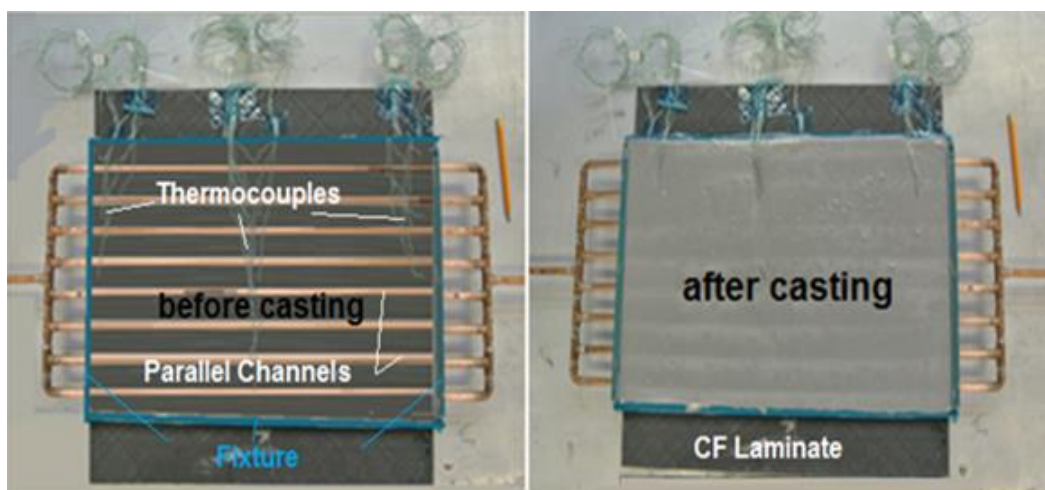 Thermocouples
before casting
Parallel Channels
Fixture
after casting
CF Laminate